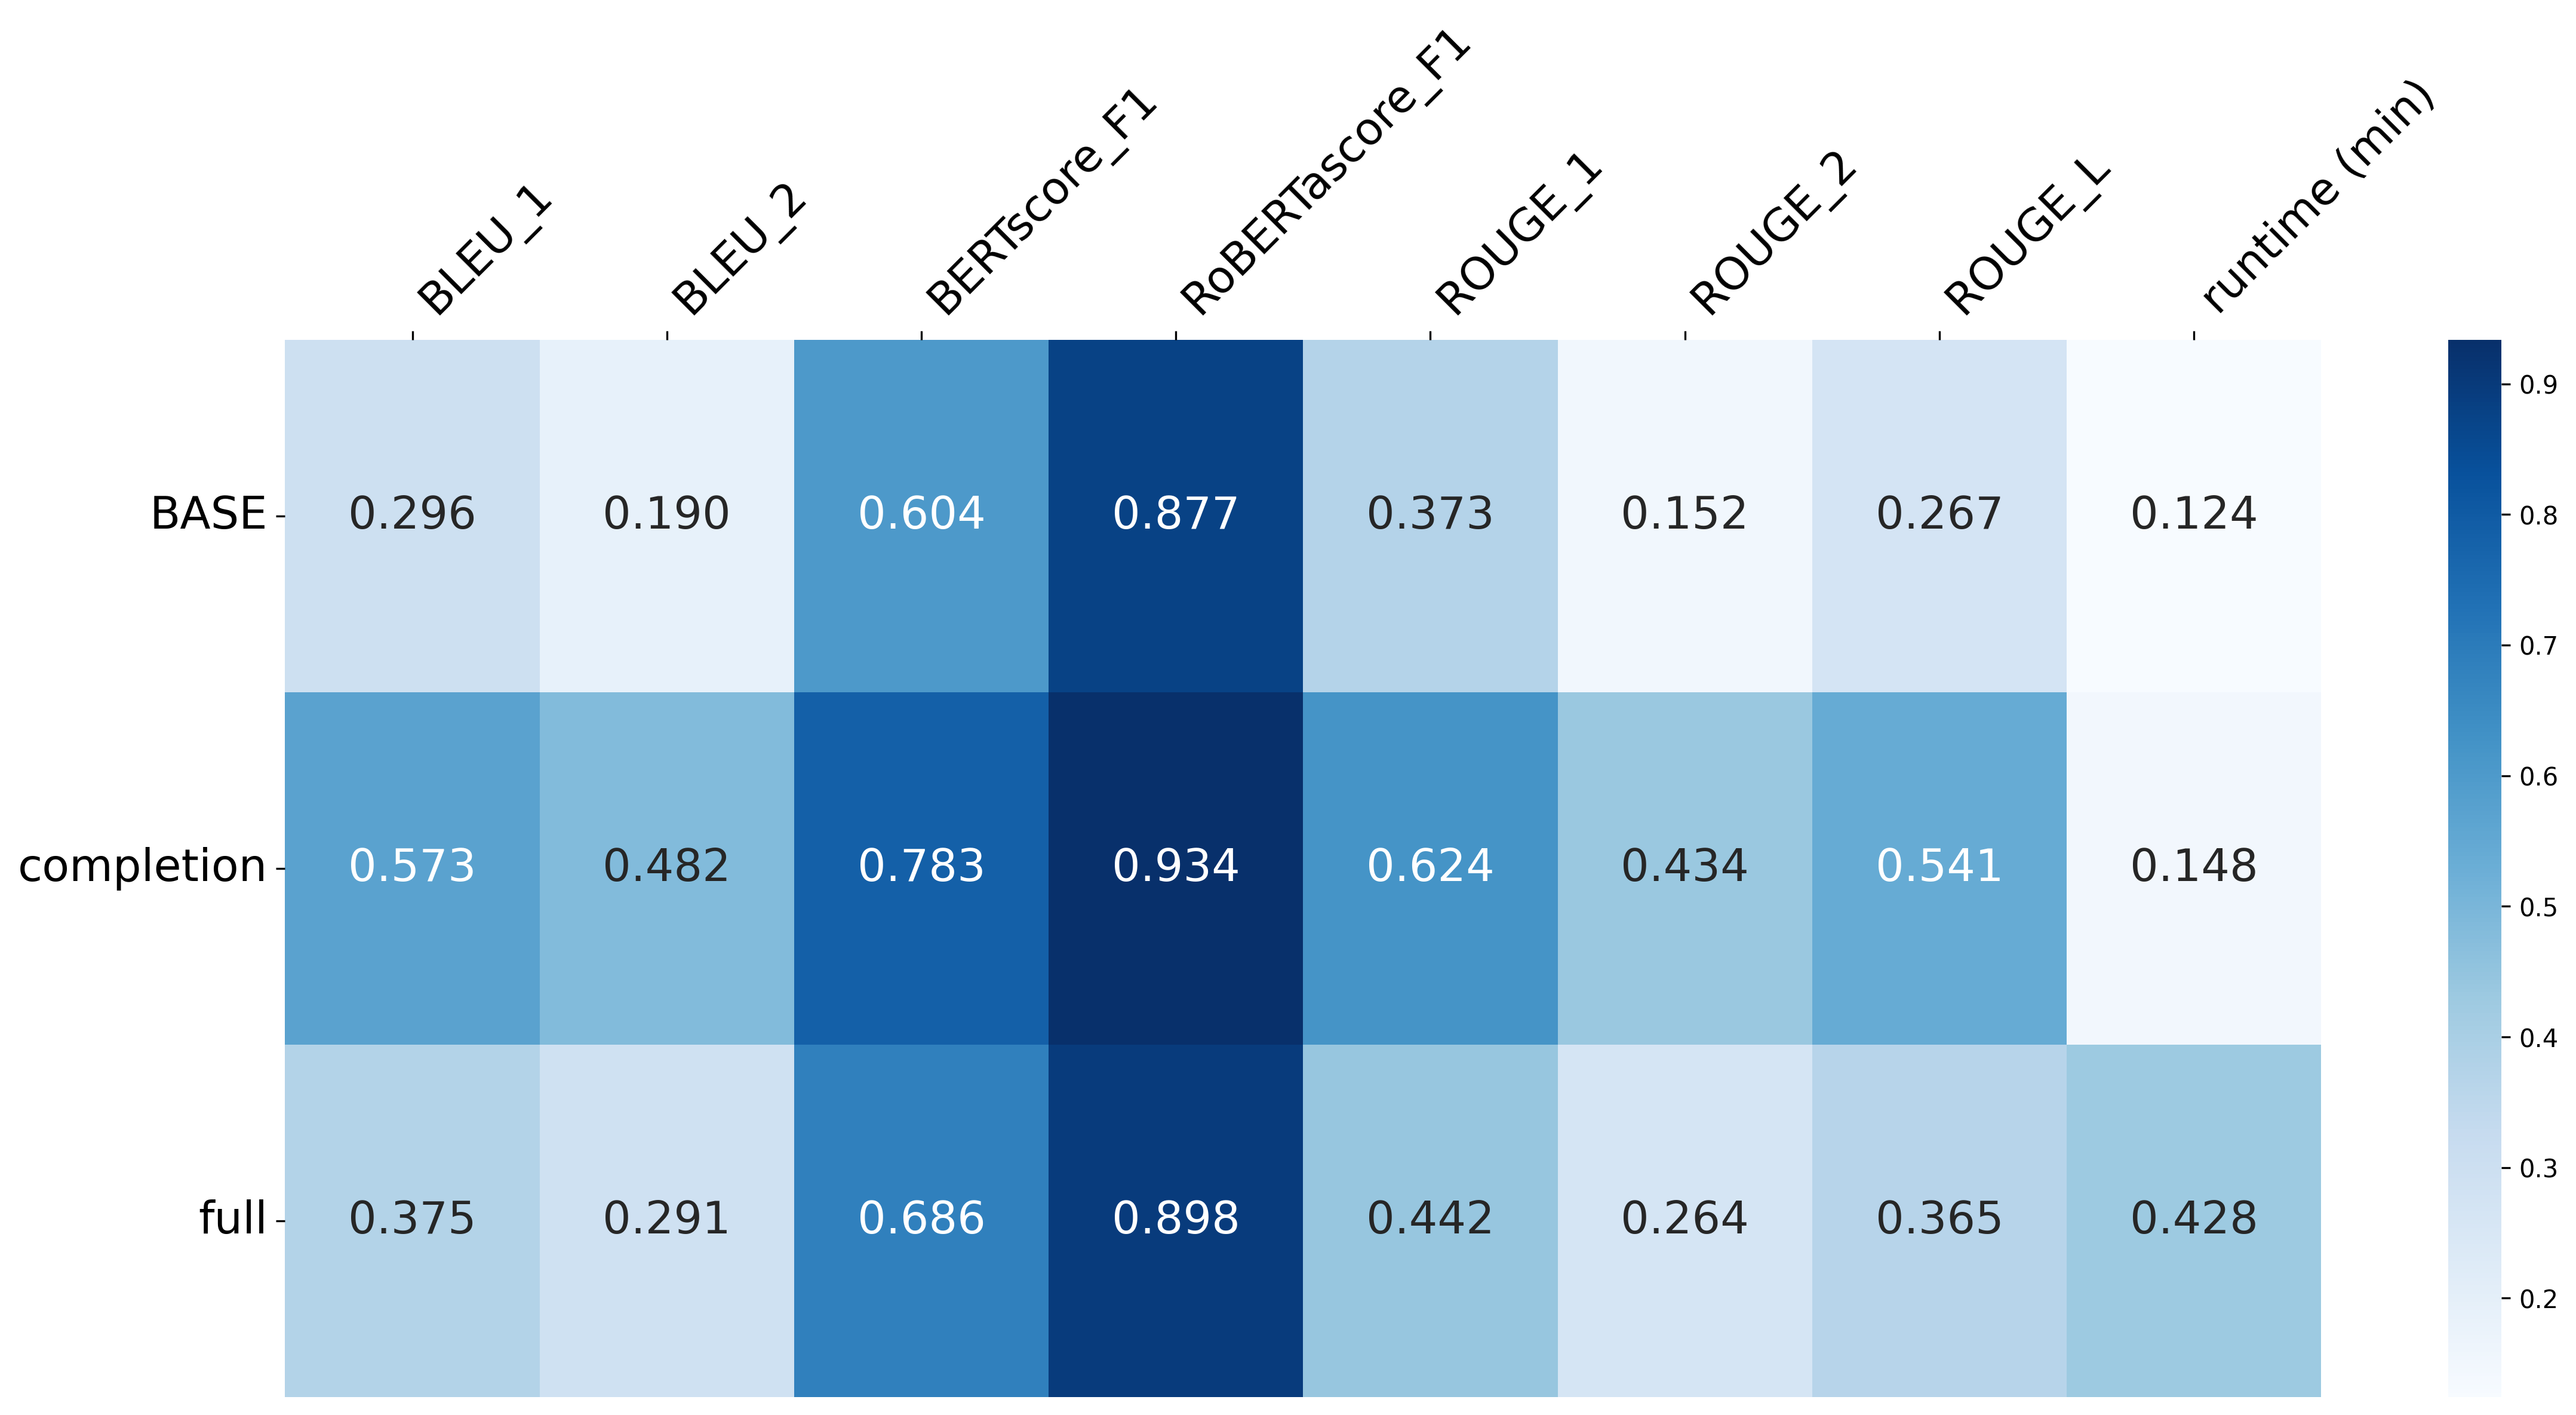 BLEU_1
BLEU_2
BERTscore_F1
RoBERTascore_F1
ROUGE_1
ROUGE_2
ROUGE_L
runtime (min)
BASE 0.296 0.190 0.604 0.877 0.373 0.152 0.267 0.124
completion 0.573 0.482 0.783 0.934 0.624 0.434 0.541 0.148
full 0.375 0.291 0.686 0.898 0.442 0.264 0.365 0.428
0.9
0.8
0.7
0.6
0.5
0.4
0.3
0.2